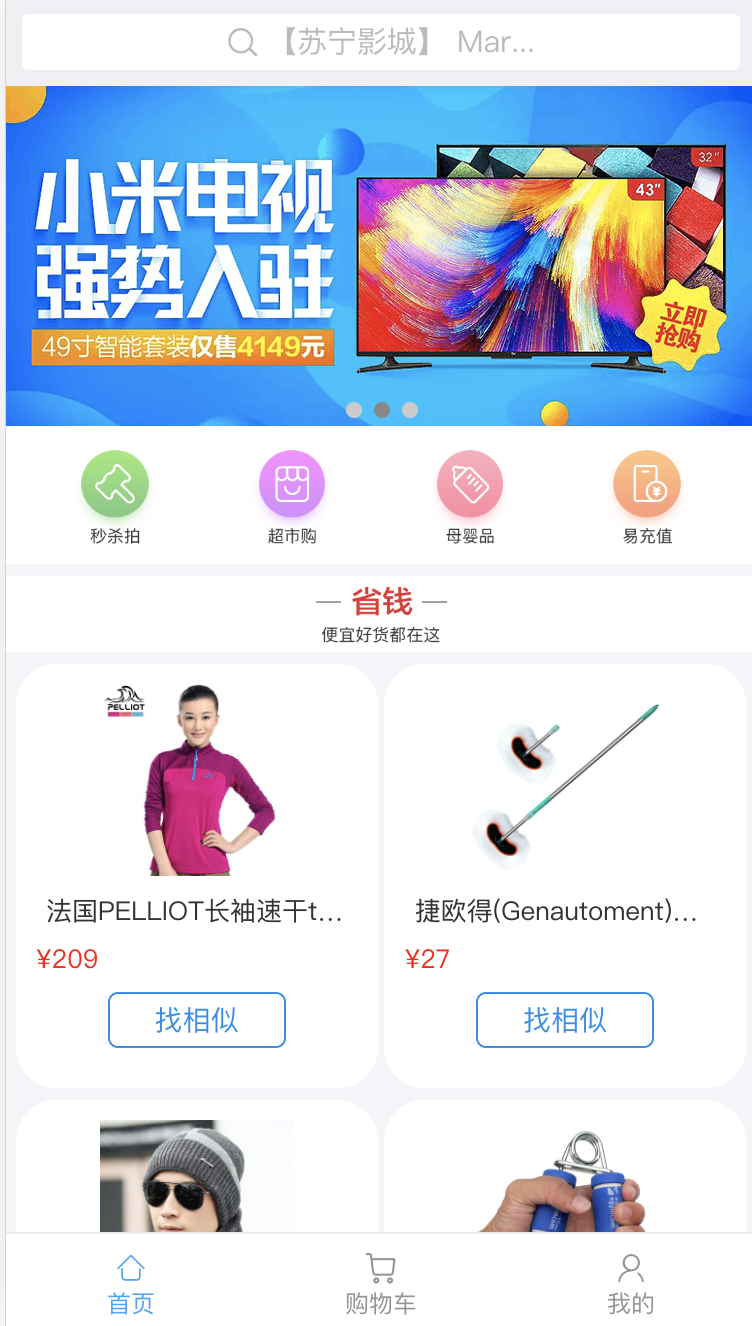 【苏宁影城】 Mar...
小米电视
强势入驻
49寸智能套装仅售4149元
32"
43"
立即
抢购
秒杀拍
超市购
母婴品
易充值
省钱
便宜好货都在这
PELLIOT
法国PELLIOT长袖速干t...
捷欧得(Genautoment)...
¥209
¥27
找相似
找相似
首页
购物车
我的